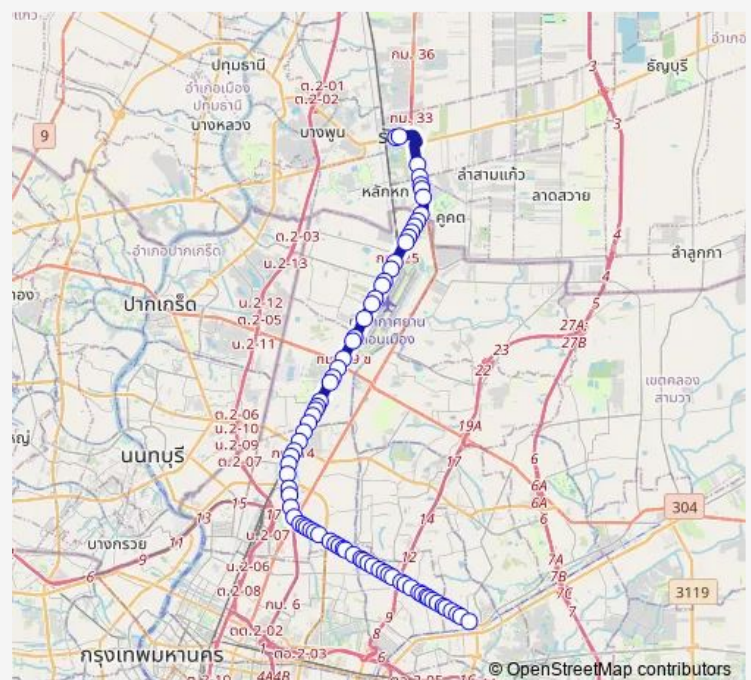 กม. 36
ปทุมธานี
ธัญบุรี
อำเภอเมือง
ปทุมธานี
ต.2-01
ต.2-02
3
9
บางหลวง
บางพูน
กม. 33
3
หลักหก
ลำสามแก้ว
ลาดสวาย
คูคต
ต.2-03
4
ลำลูกกา
อำเภอปากเกร็ด
น.2-13
4
5
ปากเกร็ด
น.2-12
ต.2-05
น.2-11
27A
27B
23
22
เขตคลอง
สามวา
ต.2-06
น.2-10
น.2-09
ต.2-07
19A
6
นนทบุรี
17
6A
6A
6
304
15
13
17
14
บางกรวย
11
9
6
น.2-07
น.2-06
12
7A
7B
7C
7
3119
ต.2-08
กม. 6
8
9
6
ดต.2-02
1
กรุงเทพมหานคร
ตอ.2-03
4A4B
© OpenStreetMap contributors